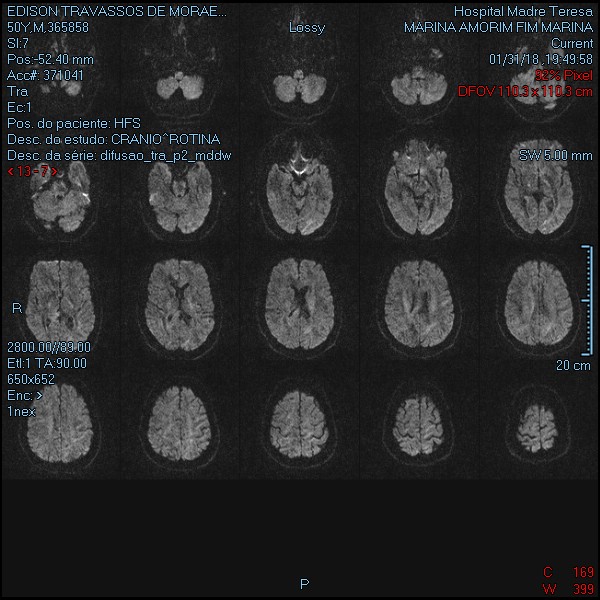 EDISON TRAVASSOS DE MORAE...
50Y,M,365858
Sl:7
Pos:-52.40 mm
Acc#: 371041
Tra
Ec:1
Pos. do paciente: HFS
Desc. do estudo: CRANIO^ROTINA
Desc. da série: difusao_tra_p2_mddw
< 13 - 7 >
Lossy
Hospital Madre Teresa
MARINA AMORIM FIM MARINA
Current
01/31/18 ,19:49:58
92% Pixel
DFOV 110.3 x 110.3 cm
SW 5.00 mm
R
20 cm
2800.00//89.00
Etl:1 TA:90.00
650x652
Enc: >
1nex
P
C 169
W 399